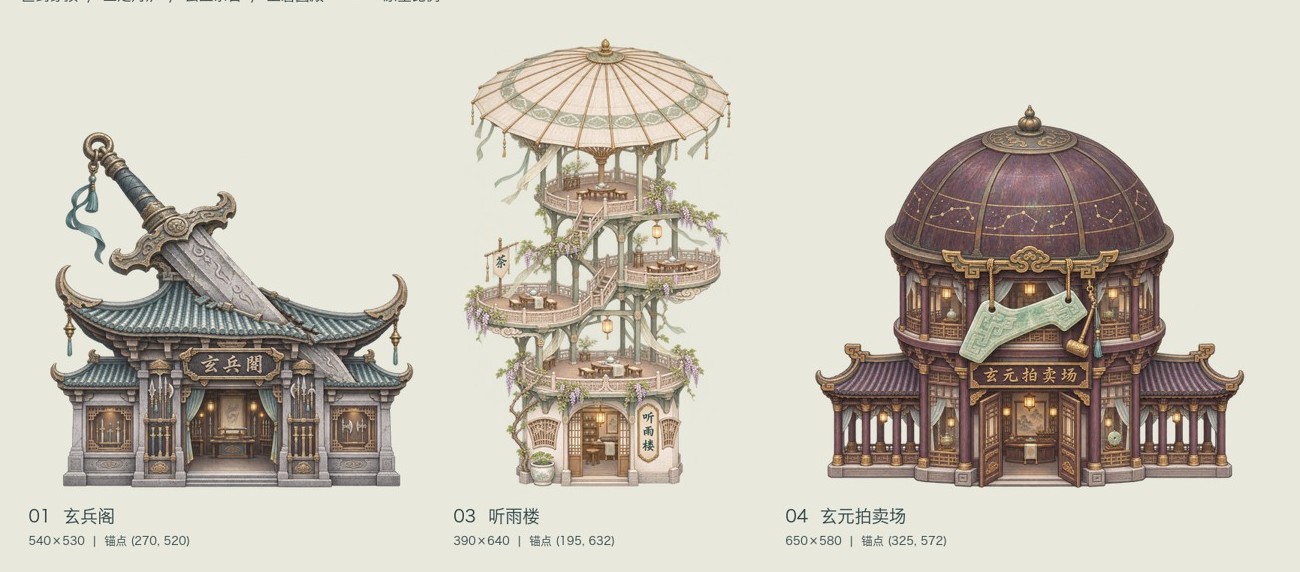 茶
玄兵閣
听雨楼
玄元拍卖场
01 玄兵阁
540×530 | 锚点 (270, 520)
03 听雨楼
390×640 | 锚点 (195, 632)
04 玄元拍卖场
650×580 | 锚点 (325, 572)